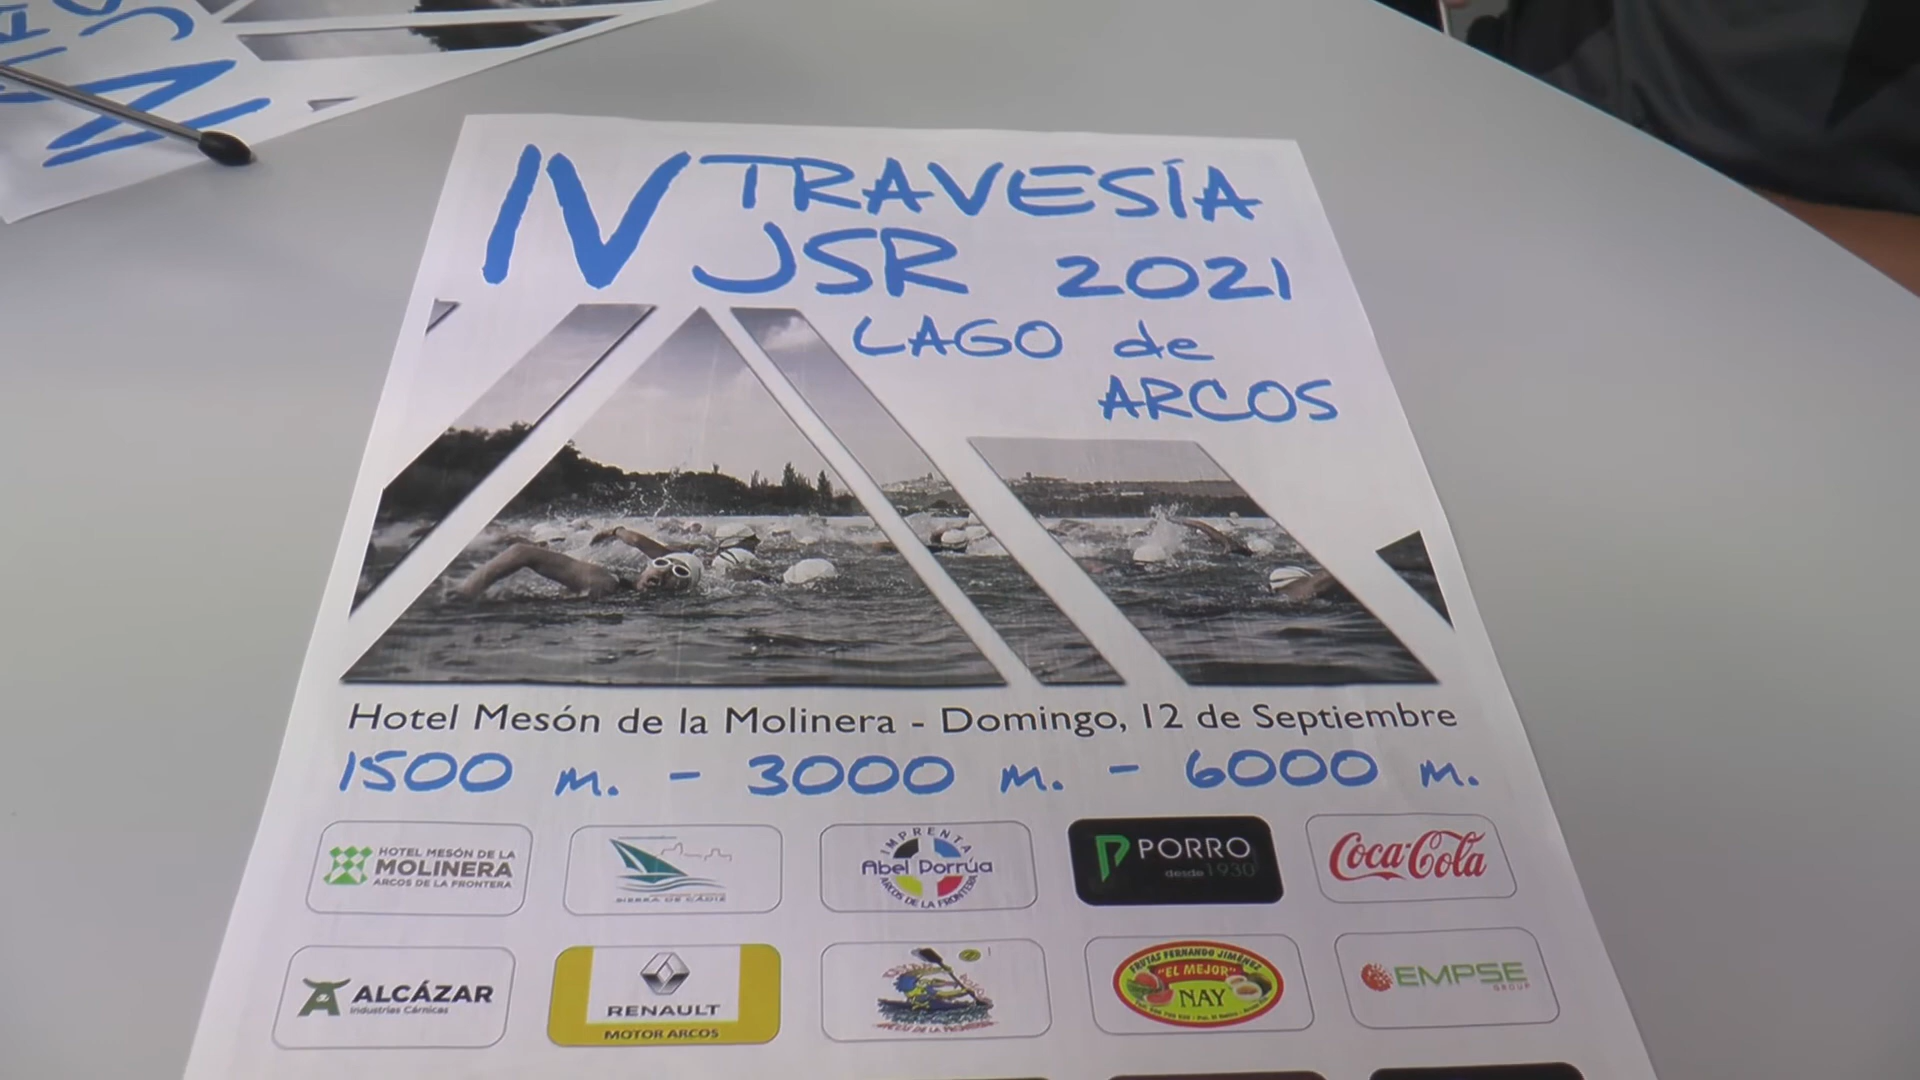 IV TRAVESÍA
JSR 2021
LAGO de
ARCOS
Hotel Mesón de la Molinera - Domingo, 12 de Septiembre
1500 m. - 3000 m. - 6000 m.
HOTEL MESÓN DE LA
MOLINERA
ARCOS DE LA FRONTERA
SIERRA DE CÁDIZ
IMPRENTA
Abel Porrúa
ARCOS DE LA FRONTERA
PORRO
desde 1930
Coca-Cola
ALCÁZAR
Industrias Cárnicas
RENAULT
MOTOR ARCOS
FRUTAS FERNANDO JIMÉNEZ
"EL MEJOR"
NAY
EMPSE
GROUP